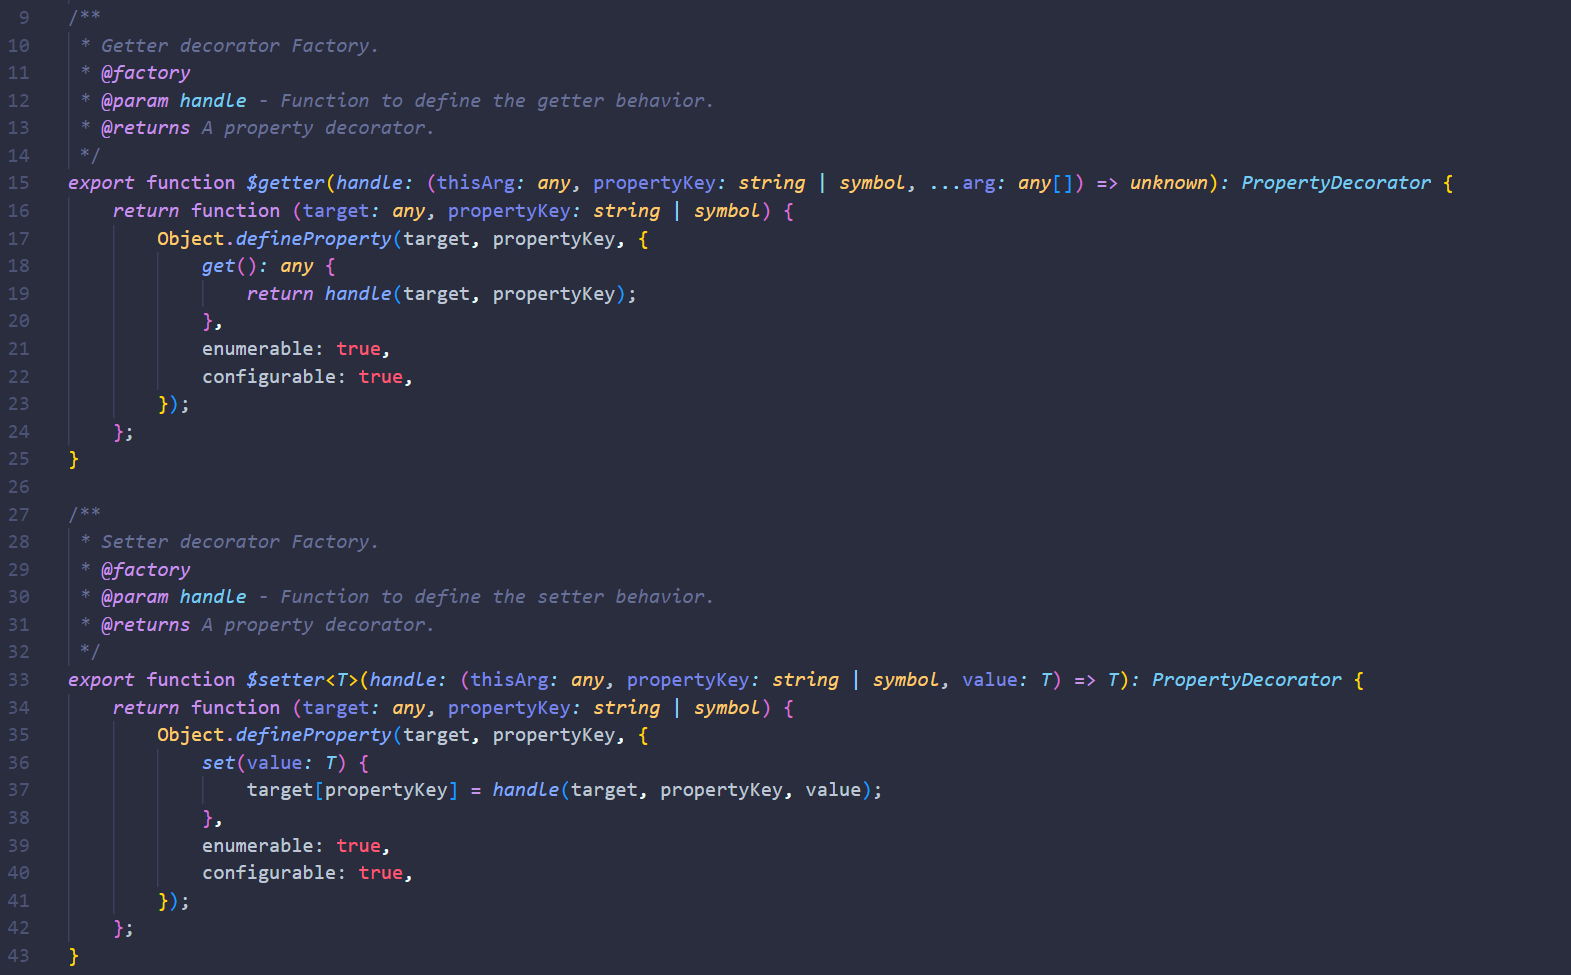 9 /**
10 * Getter decorator Factory.
11 * @factory
12 * @param handle - Function to define the getter behavior.
13 * @returns A property decorator.
14 */
15 export function $getter(handle: (thisArg: any, propertyKey: string | symbol, ...arg: any[]) => unknown): PropertyDecorator {
16 return function (target: any, propertyKey: string | symbol) {
17 Object.defineProperty(target, propertyKey, {
18 get(): any {
19 return handle(target, propertyKey);
20 },
21 enumerable: true,
22 configurable: true,
23 });
24 };
25 }
26
27 /**
28 * Setter decorator Factory.
29 * @factory
30 * @param handle - Function to define the setter behavior.
31 * @returns A property decorator.
32 */
33 export function $setter<T>(handle: (thisArg: any, propertyKey: string | symbol, value: T) => T): PropertyDecorator {
34 return function (target: any, propertyKey: string | symbol) {
35 Object.defineProperty(target, propertyKey, {
36 set(value: T) {
37 target[propertyKey] = handle(target, propertyKey, value);
38 },
39 enumerable: true,
40 configurable: true,
41 });
42 };
43 }